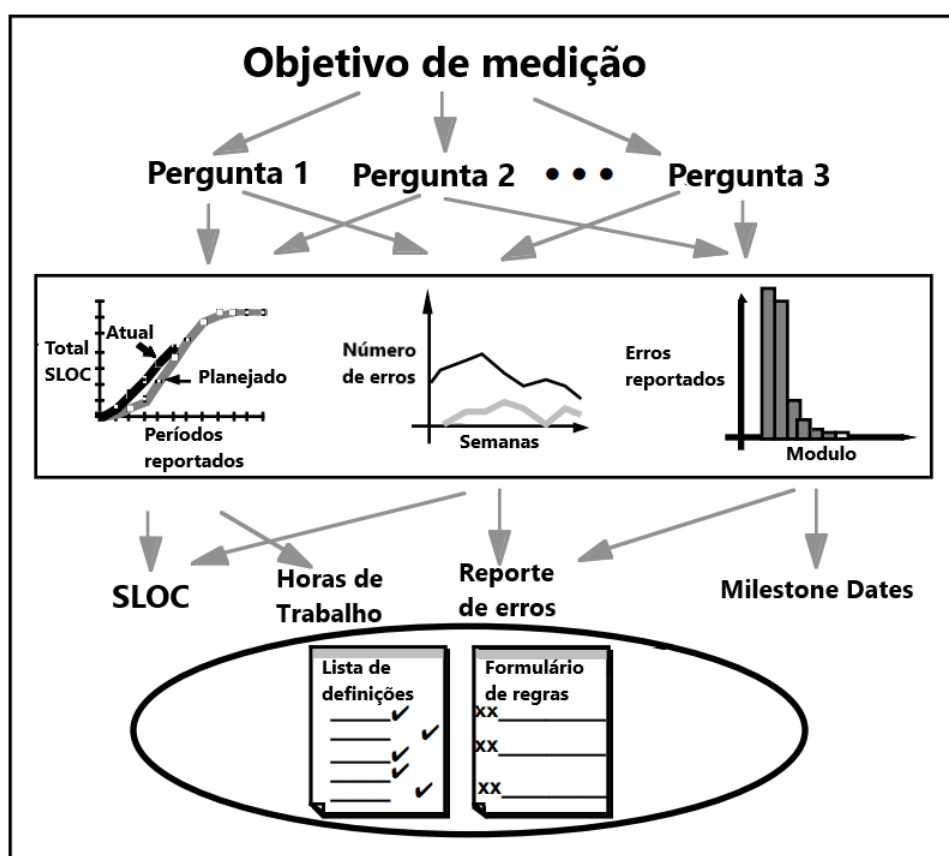 Objetivo de medição
Pergunta 1
Pergunta 2
• • •
Pergunta 3
Total
SLOC
Atual
Planejado
Períodos
reportados
Número
de erros
Semanas
Erros
reportados
Modulo
SLOC
Horas de
Trabalho
Reporte
de erros
Milestone Dates
Lista de
definições
Formulário
de regras
xx
xx
xx